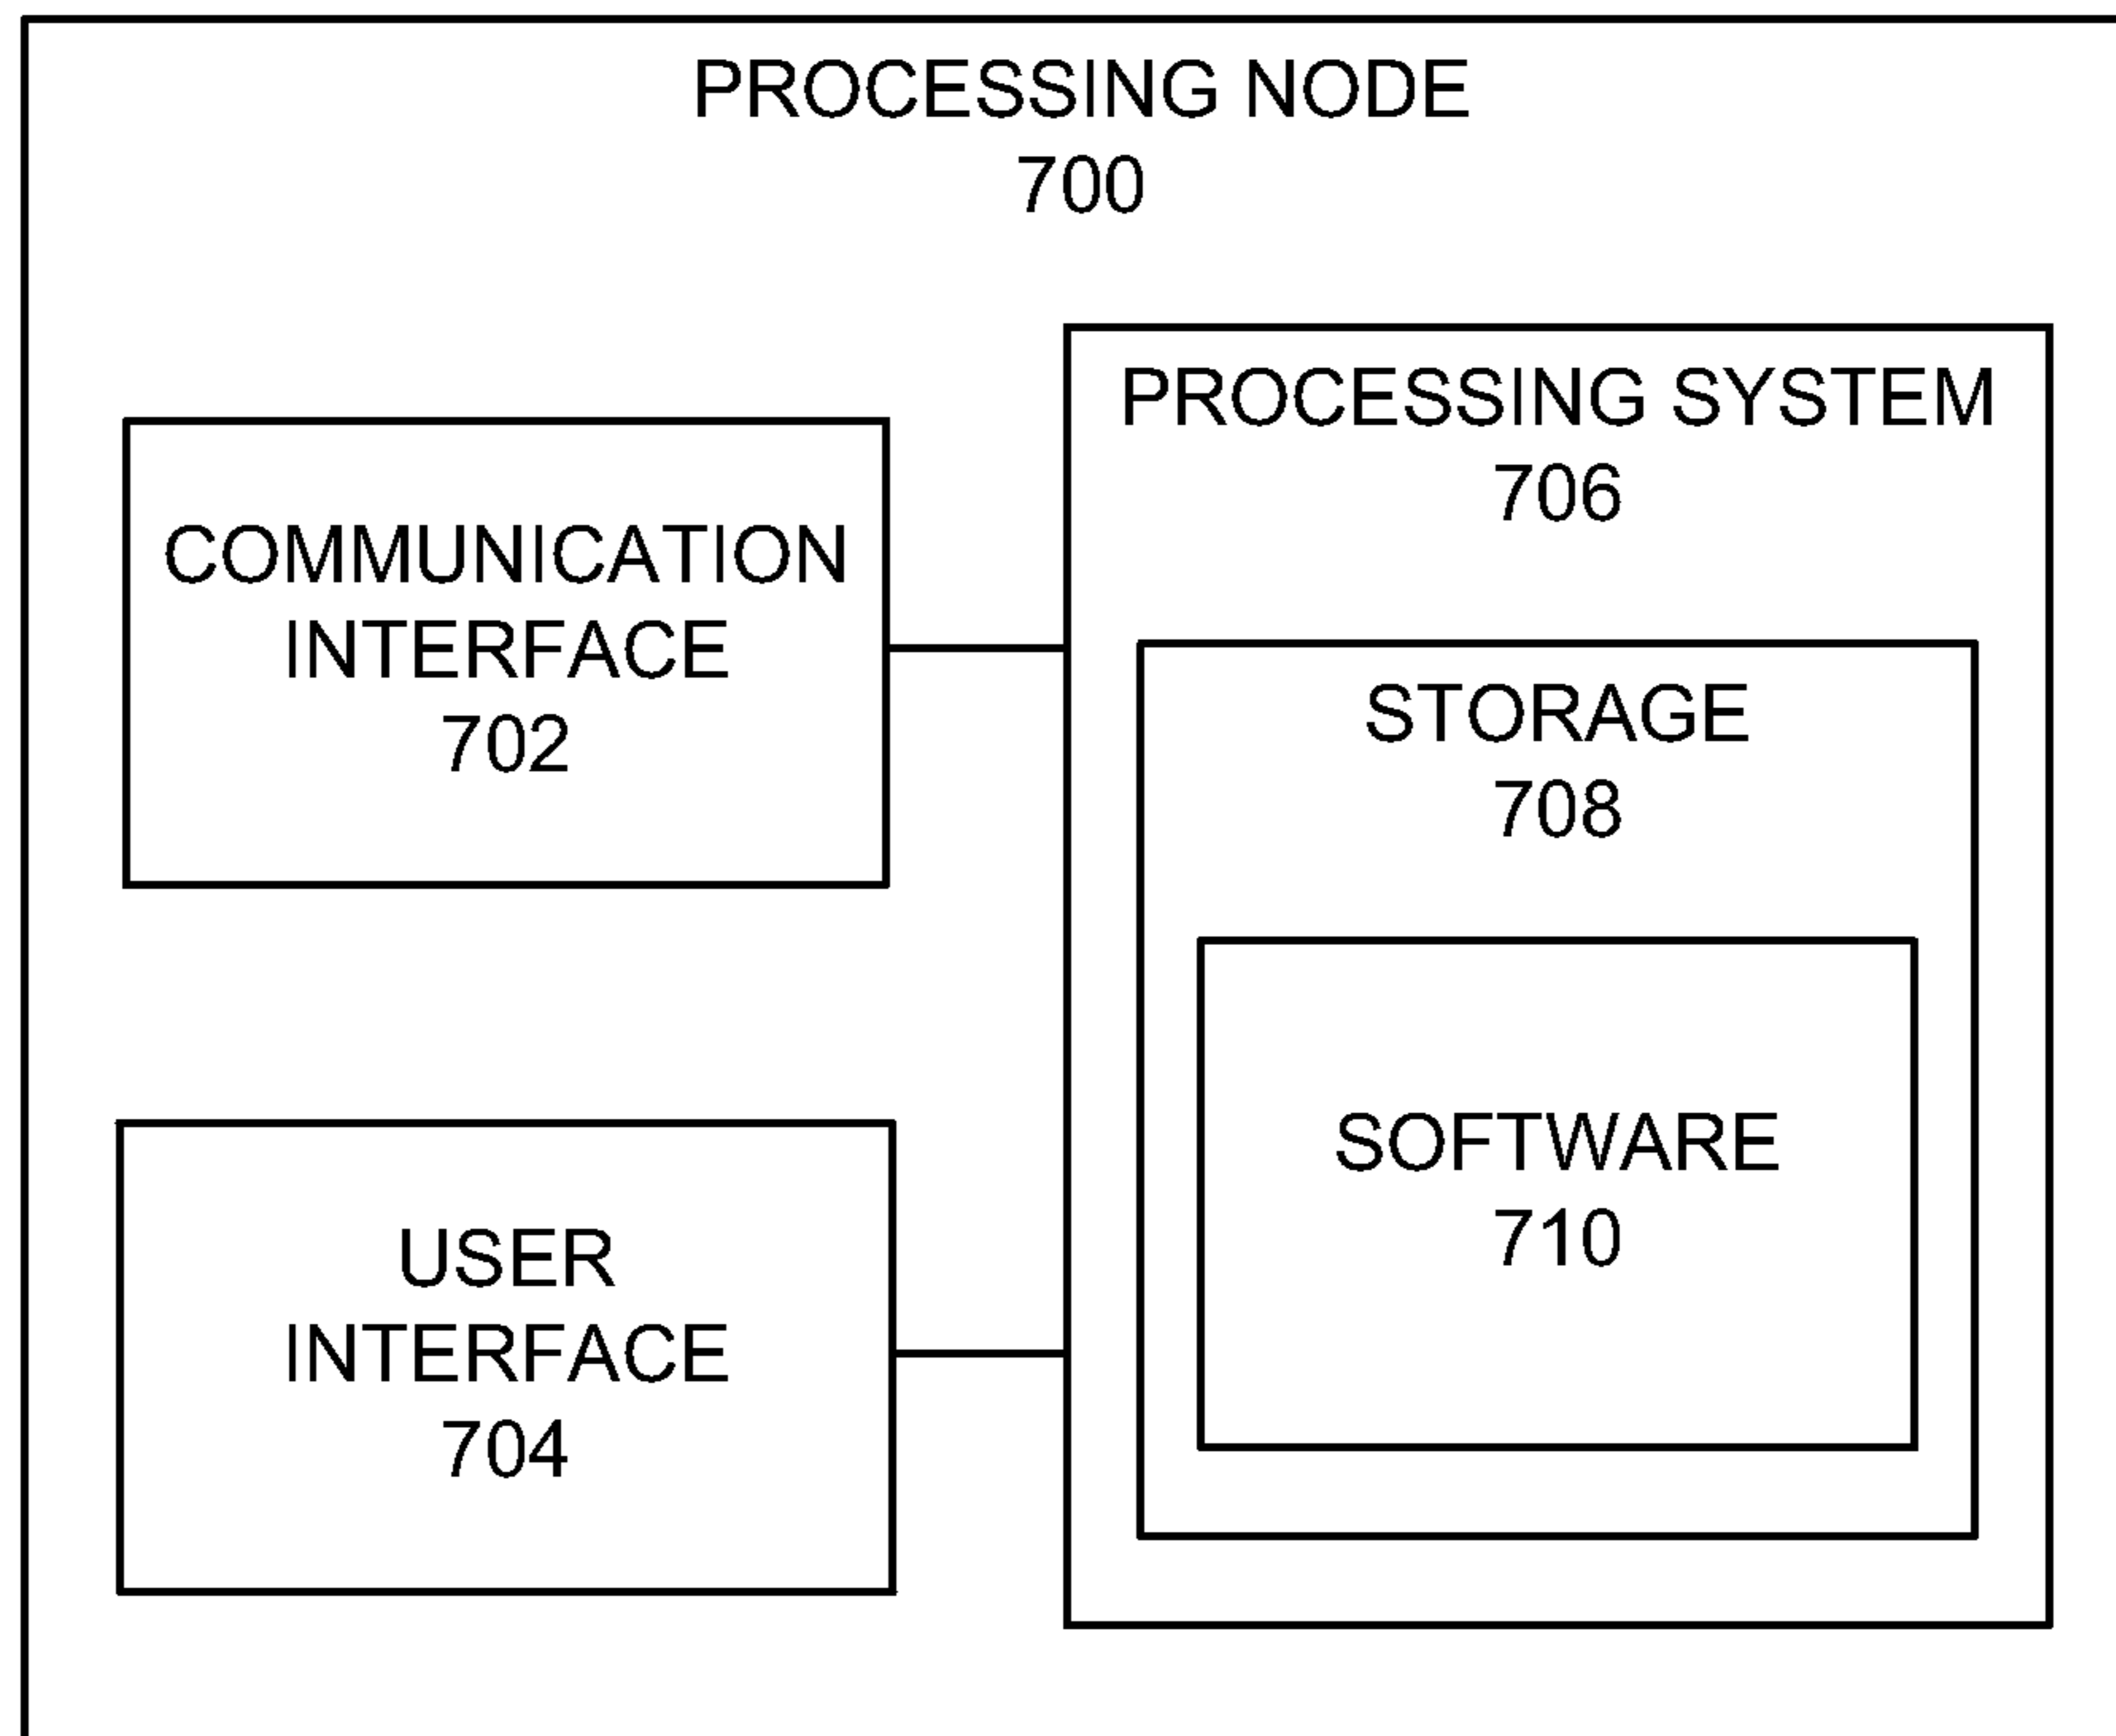 PROCESSING NODE
700
COMMUNICATION
INTERFACE
702
USER
INTERFACE
704
PROCESSING SYSTEM
706
STORAGE
708
SOFTWARE
710